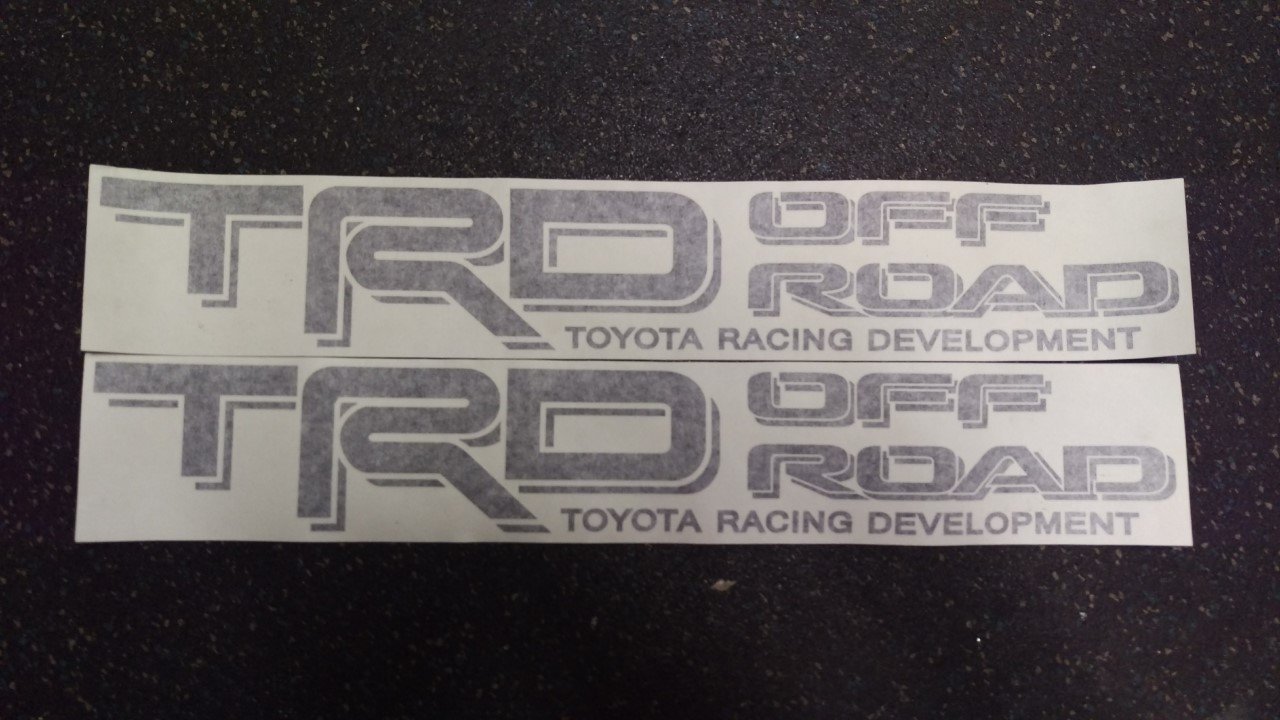 TRD OFF
ROAD
TOYOTA RACING DEVELOPMENT
TRD OFF
ROAD
TOYOTA RACING DEVELOPMENT